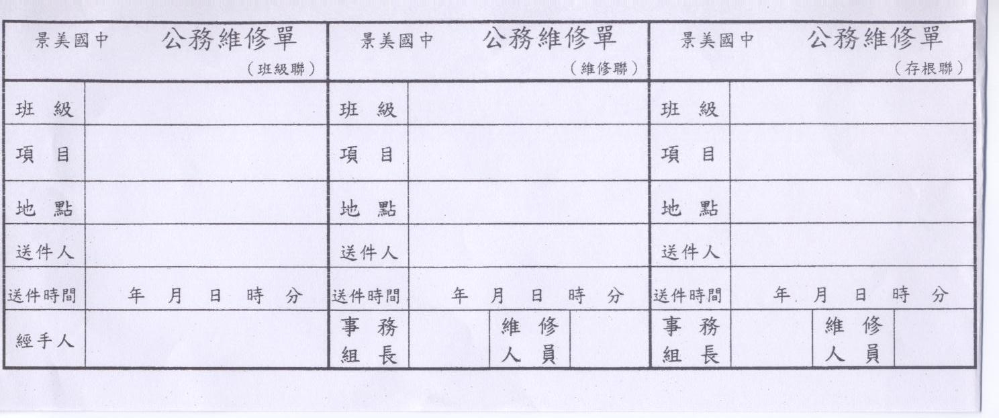 景美國中 公務維修單
（班級聯）
班 級
項 目
地 點
送件人
送件時間 年 月 日 時 分
經手人
景美國中 公務維修單
（維修聯）
班 級
項 目
地 點
送件人
送件時間 年 月 日 時 分
事 務 維 修
組 長 人 員
景美國中 公務維修單
（存根聯）
班 級
項 目
地 點
送件人
送件時間 年 月 日 時 分
事 務 維 修
組 長 人 員